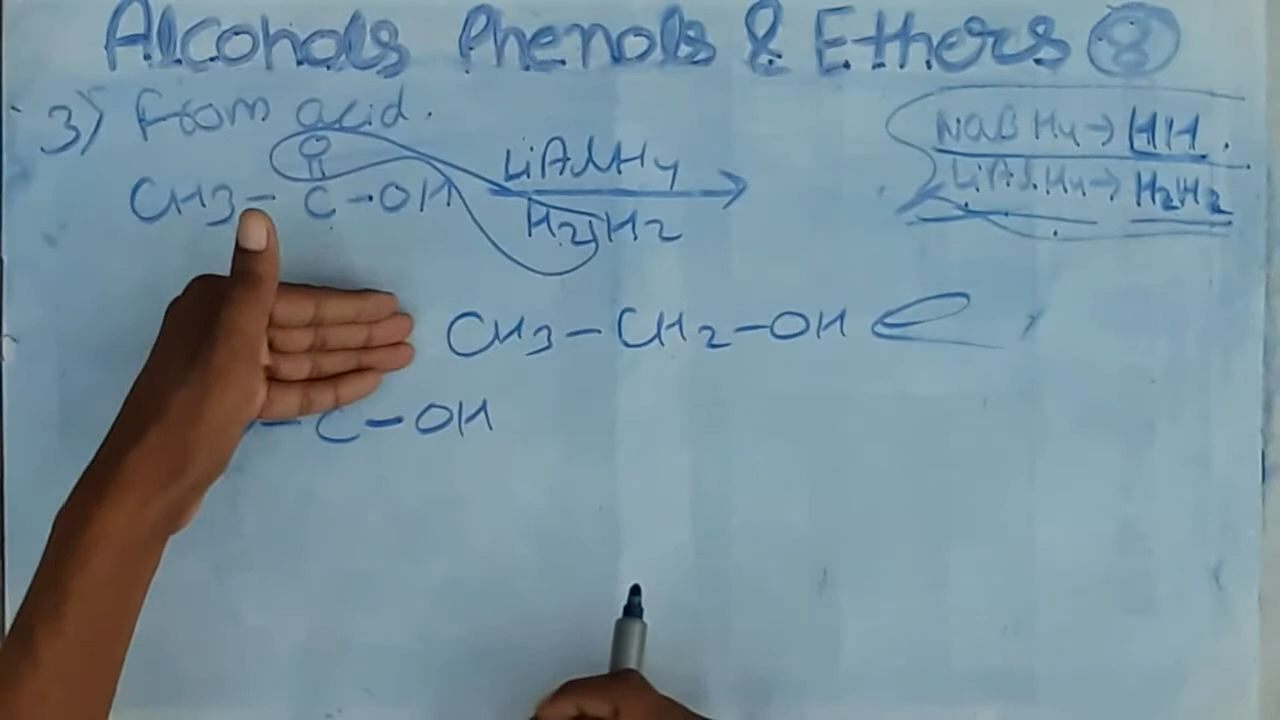 Alcohols Phenols & Ethers 8
3) From acid.
NaBH4→ HH.
O
CH3 - C - OH LiAlH4
LiAlH4→ H2H2
H2, H2
CH3 - CH2 - OH
- C - OH